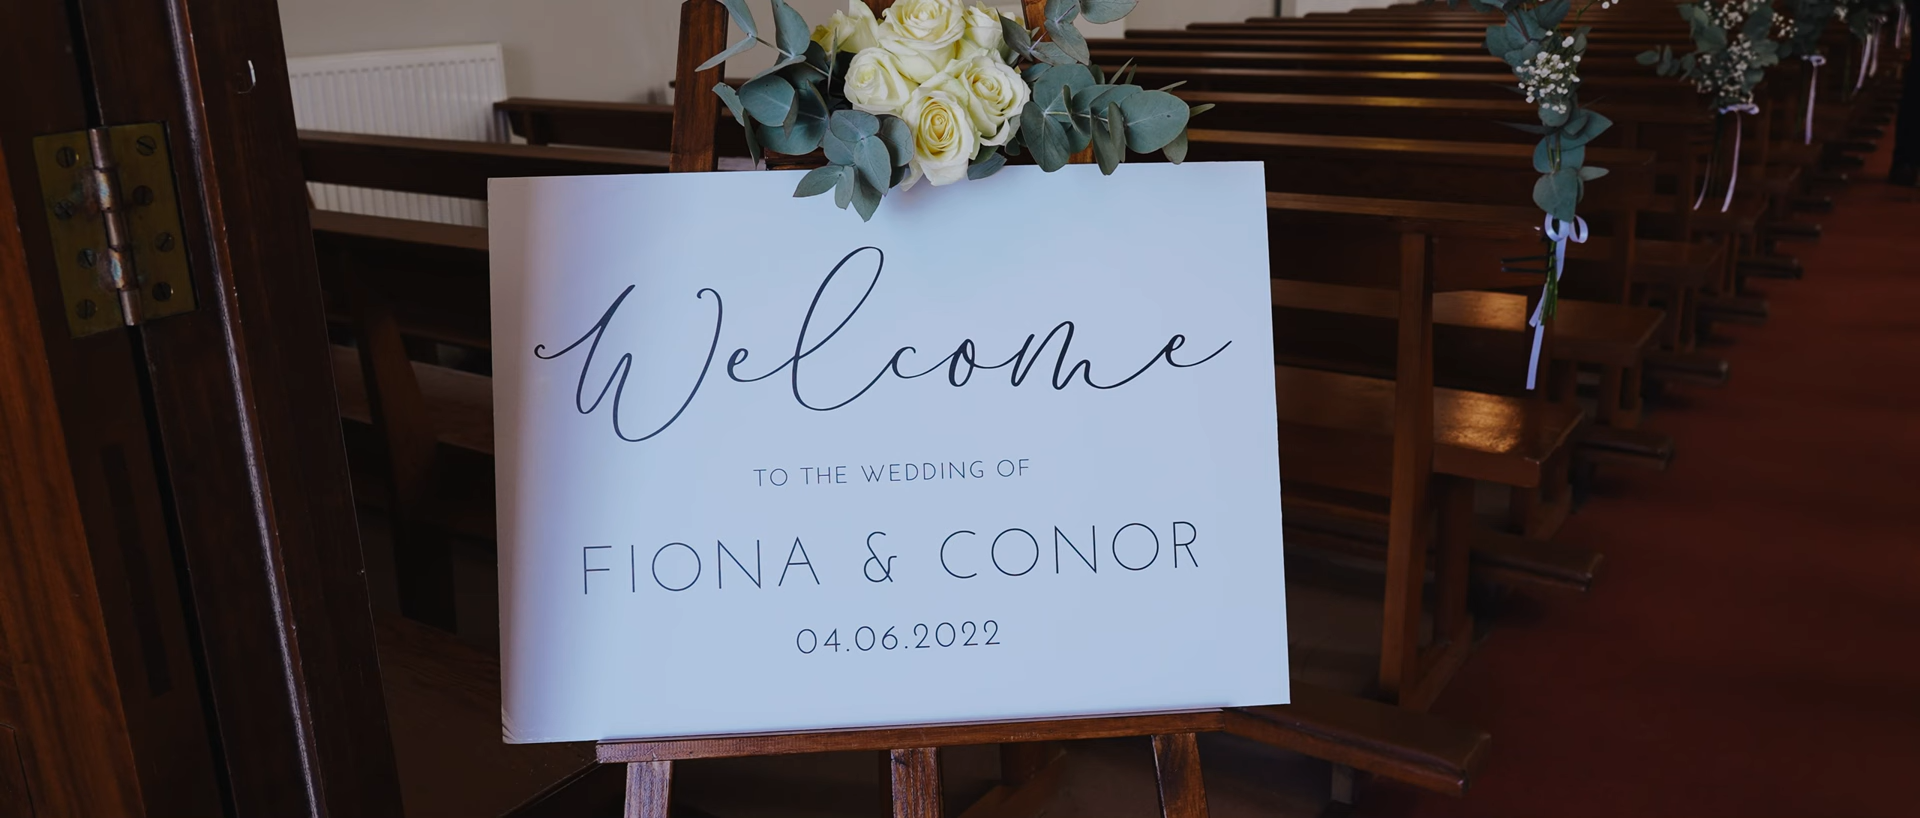 Welcome
TO THE WEDDING OF
FIONA & CONOR
04.06.2022